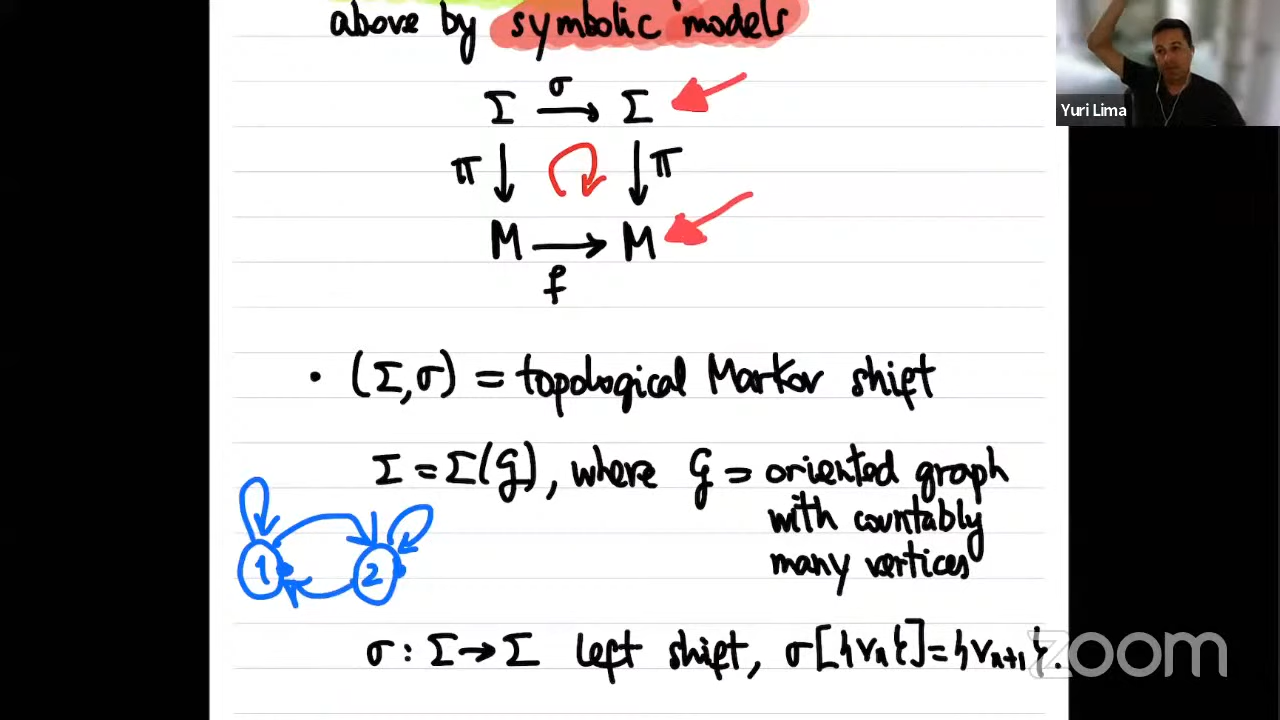 above by symbolic models
Σ →σ Σ
π ↓ ↓ π
M → M
f
• (Σ,σ) = topological Markov shift
Σ = Σ(G), where G = oriented graph
with countably
many vertices
1 2
σ : Σ → Σ left shift, σ[{vₙ}] = {vₙ₊₁}.
Yuri Lima
zoom